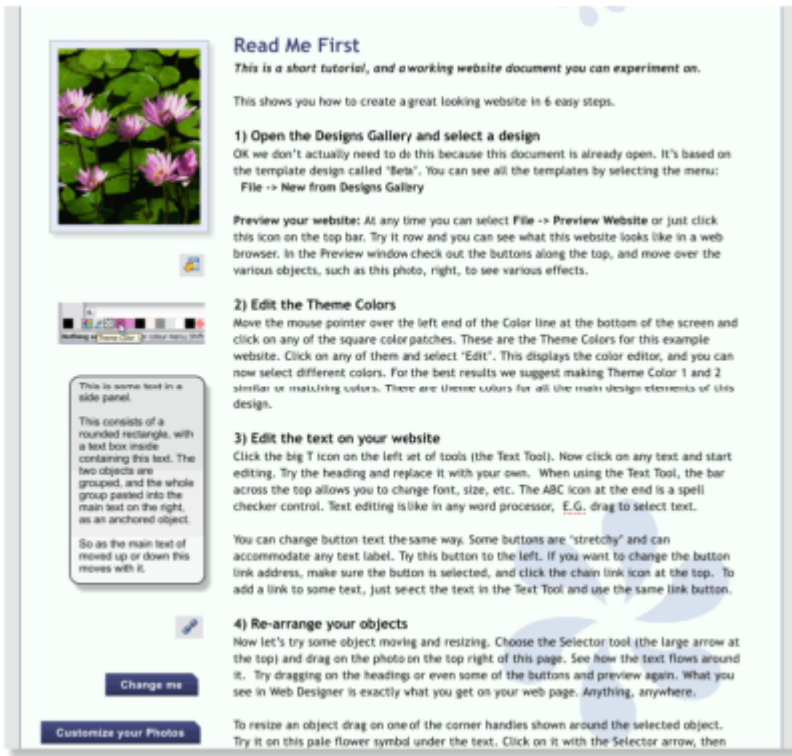 Read Me First
This is a short tutorial, and a working website document you can experiment on.
This shows you how to create a great looking website in 6 easy steps.
1) Open the Designs Gallery and select a design
OK we don't actually need to do this because this document is already open. It's based on
the template design called "Beta". You can see all the templates by selecting the menu:
File -> New from Designs Gallery
Preview your website: At any time you can select File -> Preview Website or just click
this icon on the top bar. Try it row and you can see what this website looks like in a web
browser. In the Preview window check out the buttons along the top, and move over the
various objects, such as this photo, right, to see various effects.
2) Edit the Theme Colors
Move the mouse pointer over the left end of the Color line at the bottom of the screen and
click on any of the square color patches. These are the Theme Colors for this example
website. Click on any of them and select "Edit". This displays the color editor, and you can
now select different colors. For the best results we suggest making Theme Color 1 and 2
similar or matching colors. There are theme colors for all the main design elements of this
design.
3) Edit the text on your website
Click the big T icon on the left set of tools (the Text Tool). Now click on any text and start
editing. Try the heading and replace it with your own. When using the Text Tool, the bar
across the top allows you to change font, size, etc. The ABC icon at the end is a spell
checker control. Text editing is like in any word processor, E.G. drag to select text.
You can change button text the same way. Some buttons are "stretchy" and can
accommodate any text label. Try this button to the left. If you want to change the button
link address, make sure the button is selected, and click the chain link icon at the top. To
add a link to some text, just seect the text in the Text Tool and use the same link button.
4) Re-arrange your objects
Now let's try some object moving and resizing. Choose the Selector tool (the large arrow at
the top) and drag on the photo on the top right of this page. See how the text flows around
it. Try dragging on the headings or even some of the buttons and preview again. What you
see in Web Designer is exactly what you get on your web page. Anything, anywhere.
To resize an object drag on one of the corner handles shown around the selected object.
Try it on this pale flower symbol under the text. Click on it with the Selector arrow, then
Theme Color
This is some text in a
side panel.
This consists of a
rounded rectangle, with
a text box inside
containing this text. The
two objects are
grouped, and the whole
group pasted into the
main text on the right,
as an anchored object.
So as the main text of
moved up or down this
moves with it.
Change me
Customize your Photos